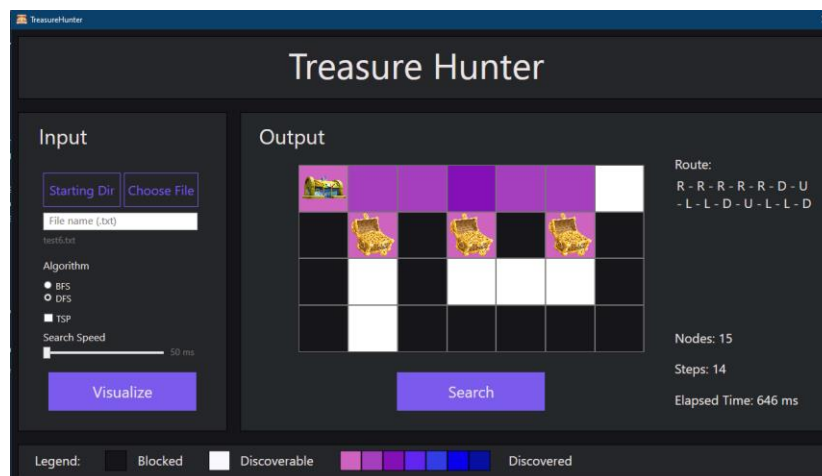 TreasureHunter
Treasure Hunter
Input
Starting Dir
Choose File
File name (.txt)
test6.txt
Algorithm
BFS
DFS
TSP
Search Speed
50 ms
Visualize
Output
Route:
R - R - R - R - R - D - U
- L - L - D - U - L - L - D
Nodes: 15
Steps: 14
Elapsed Time: 646 ms
Search
Legend:
Blocked
Discoverable
Discovered